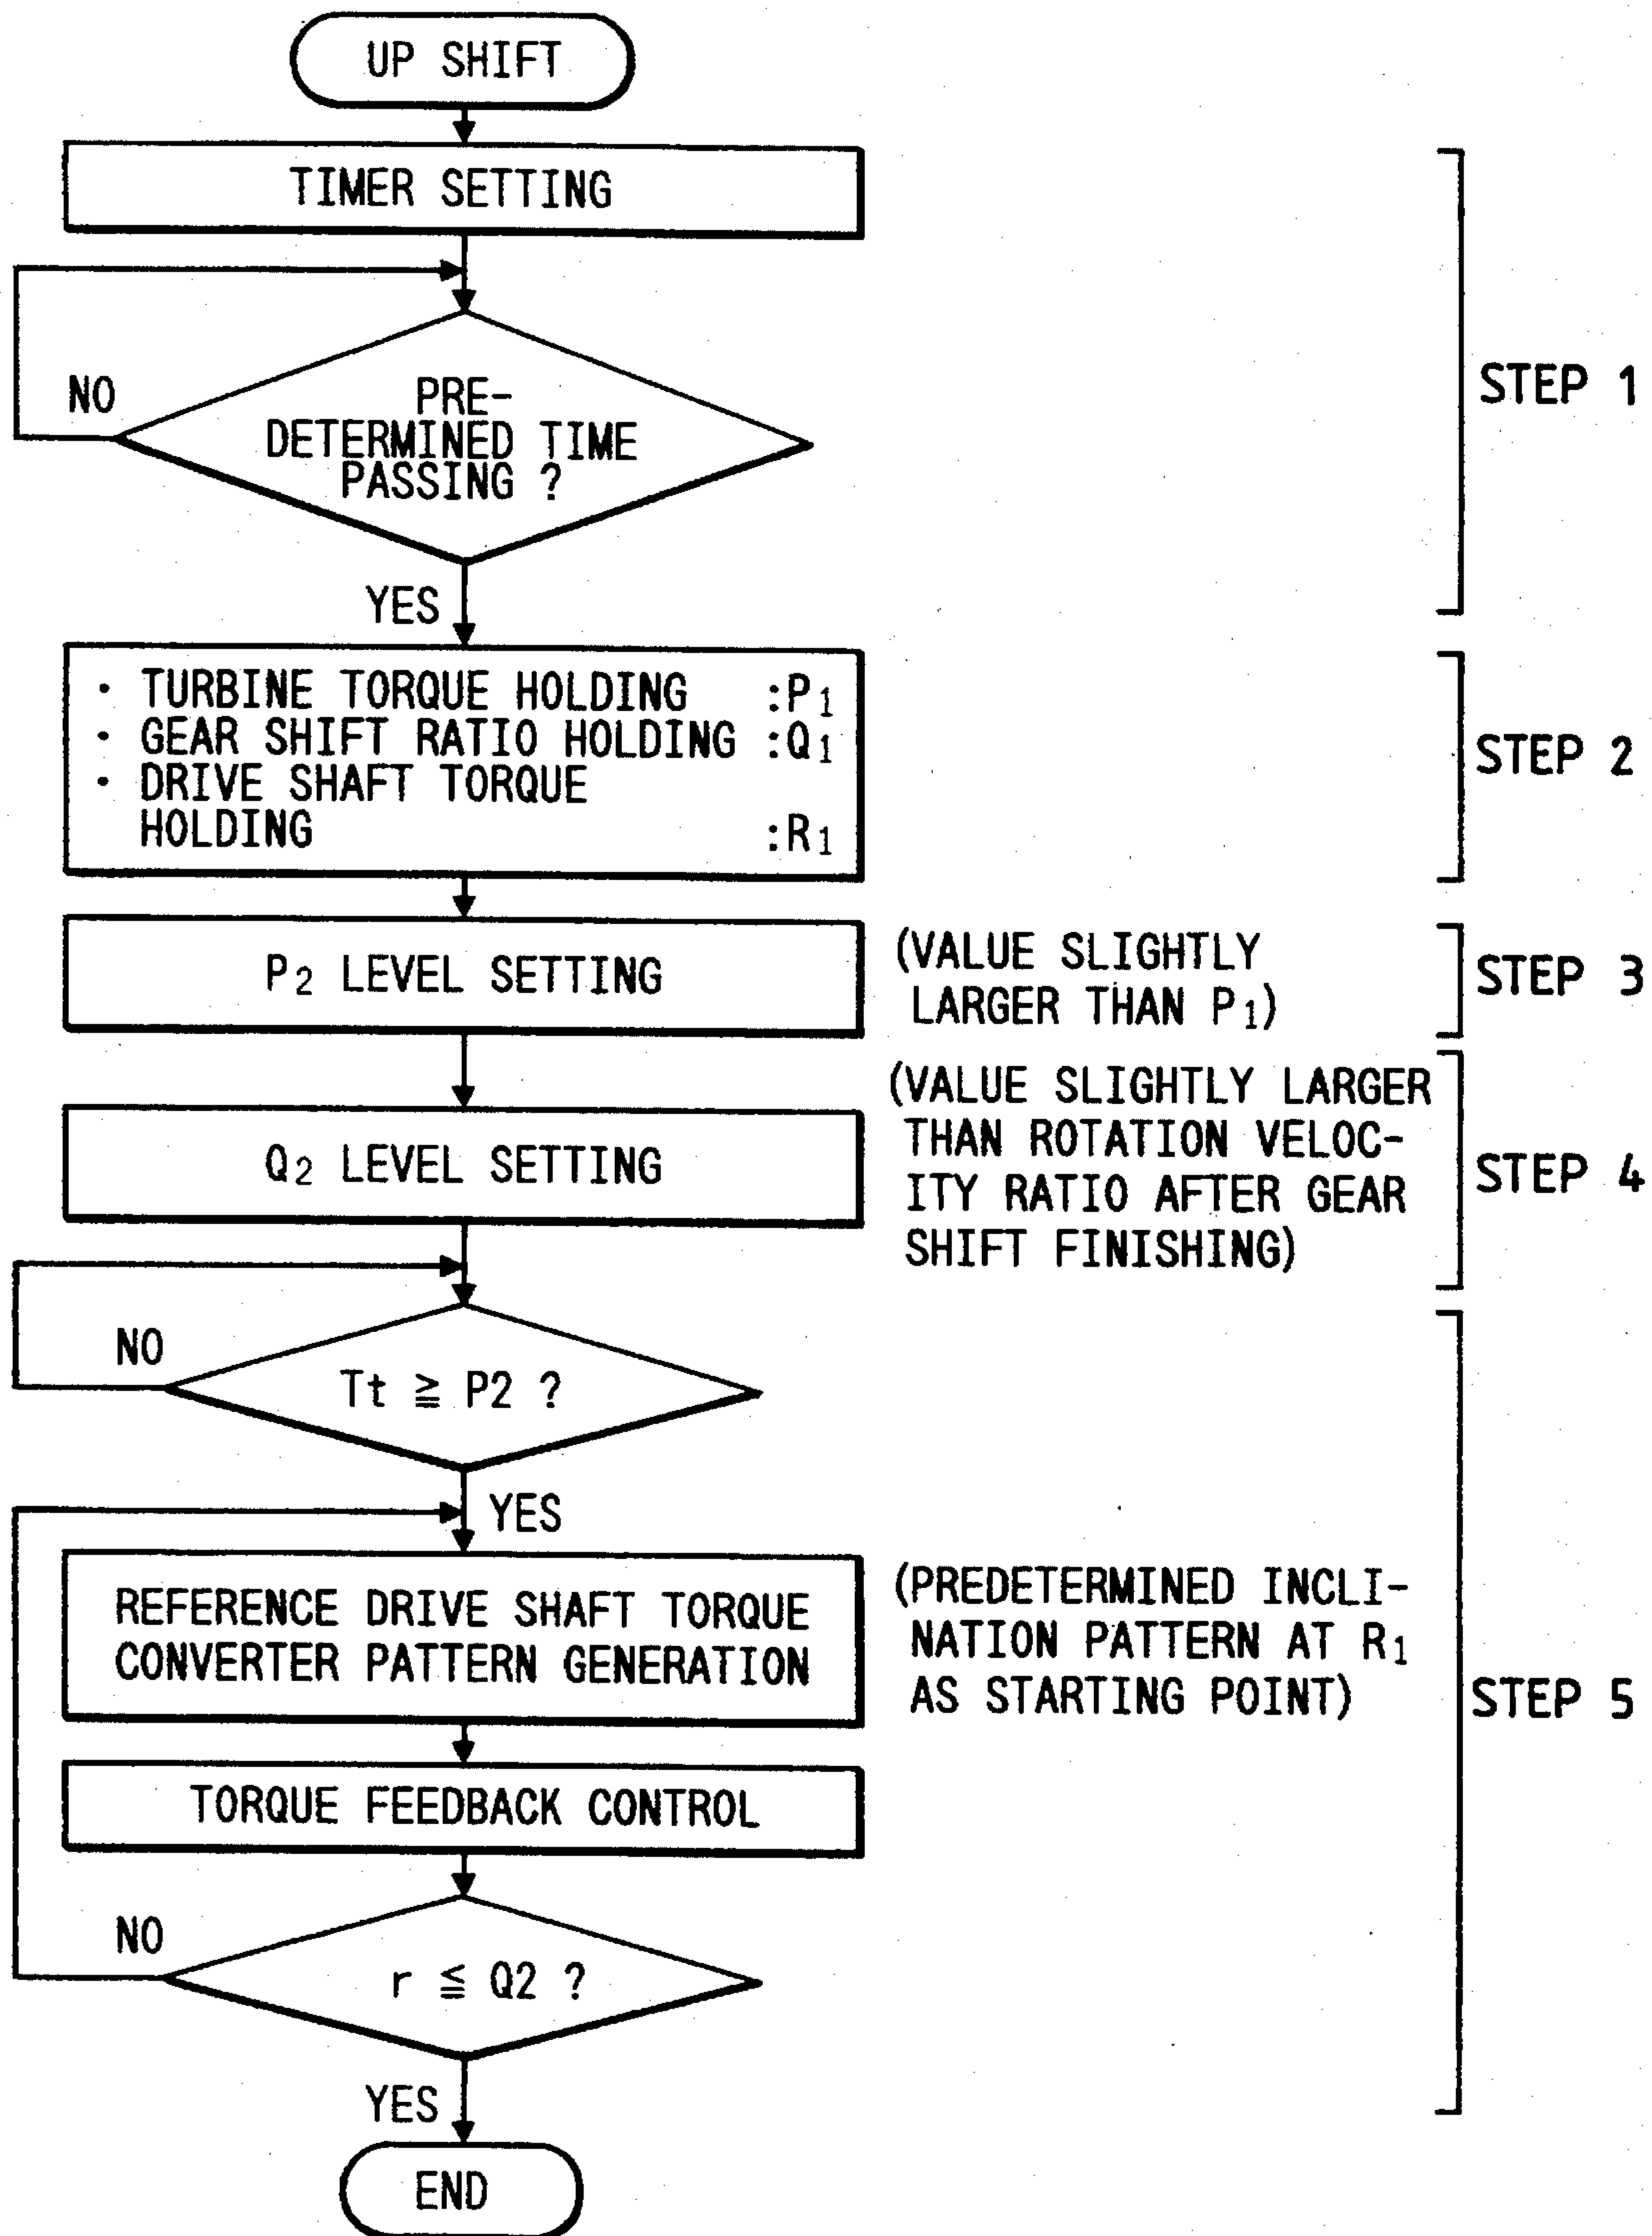 UP SHIFT
TIMER SETTING
NO
PRE-
DETERMINED TIME
PASSING ?
STEP 1
YES
· TURBINE TORQUE HOLDING :P1
· GEAR SHIFT RATIO HOLDING :Q1
· DRIVE SHAFT TORQUE
HOLDING :R1
STEP 2
P2 LEVEL SETTING
(VALUE SLIGHTLY
LARGER THAN P1)
STEP 3
Q2 LEVEL SETTING
(VALUE SLIGHTLY LARGER
THAN ROTATION VELOC-
ITY RATIO AFTER GEAR
SHIFT FINISHING)
STEP 4
NO
Tt ≧ P2 ?
YES
REFERENCE DRIVE SHAFT TORQUE
CONVERTER PATTERN GENERATION
(PREDETERMINED INCLI-
NATION PATTERN AT R1
AS STARTING POINT)
STEP 5
TORQUE FEEDBACK CONTROL
NO
r ≦ Q2 ?
YES
END